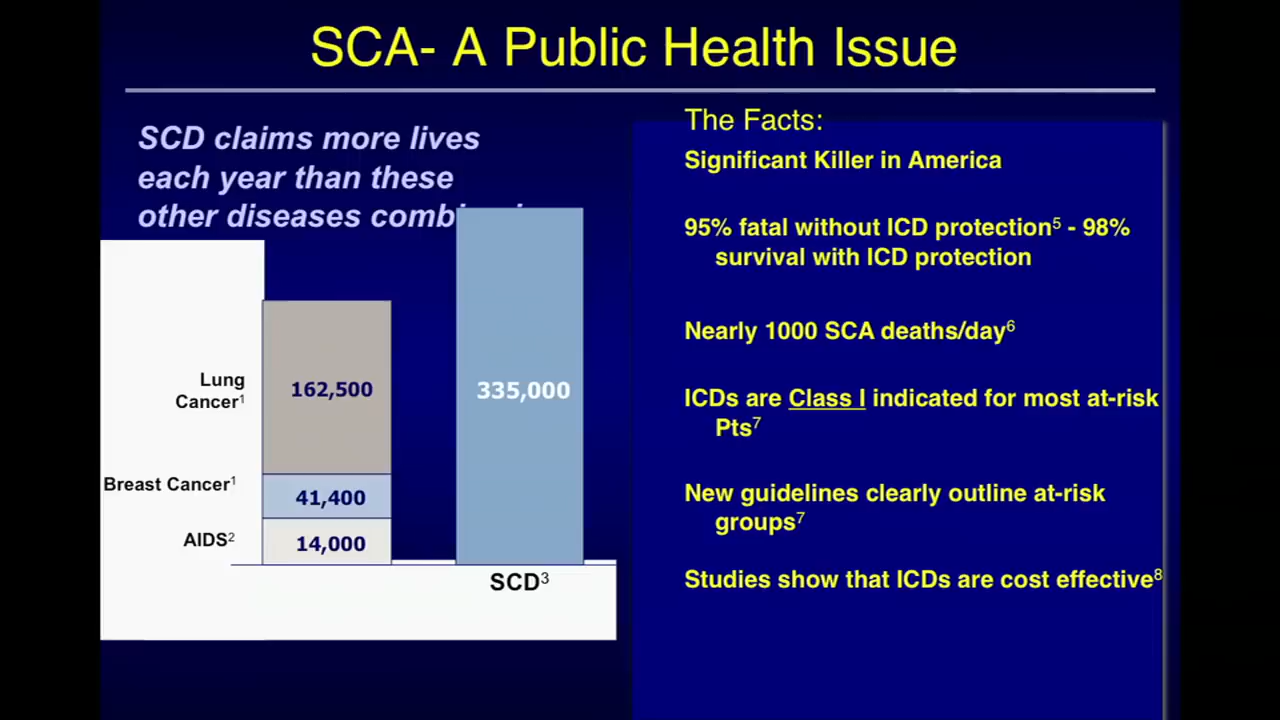 SCA- A Public Health Issue
SCD claims more lives
each year than these
other diseases
Lung
Cancer¹
Breast Cancer¹
AIDS²
162,500
41,400
14,000
335,000
SCD³
The Facts:
Significant Killer in America
95% fatal without ICD protection⁵ - 98%
survival with ICD protection
Nearly 1000 SCA deaths/day⁶
ICDs are Class I indicated for most at-risk
Pts⁷
New guidelines clearly outline at-risk
groups⁷
Studies show that ICDs are cost effective⁸